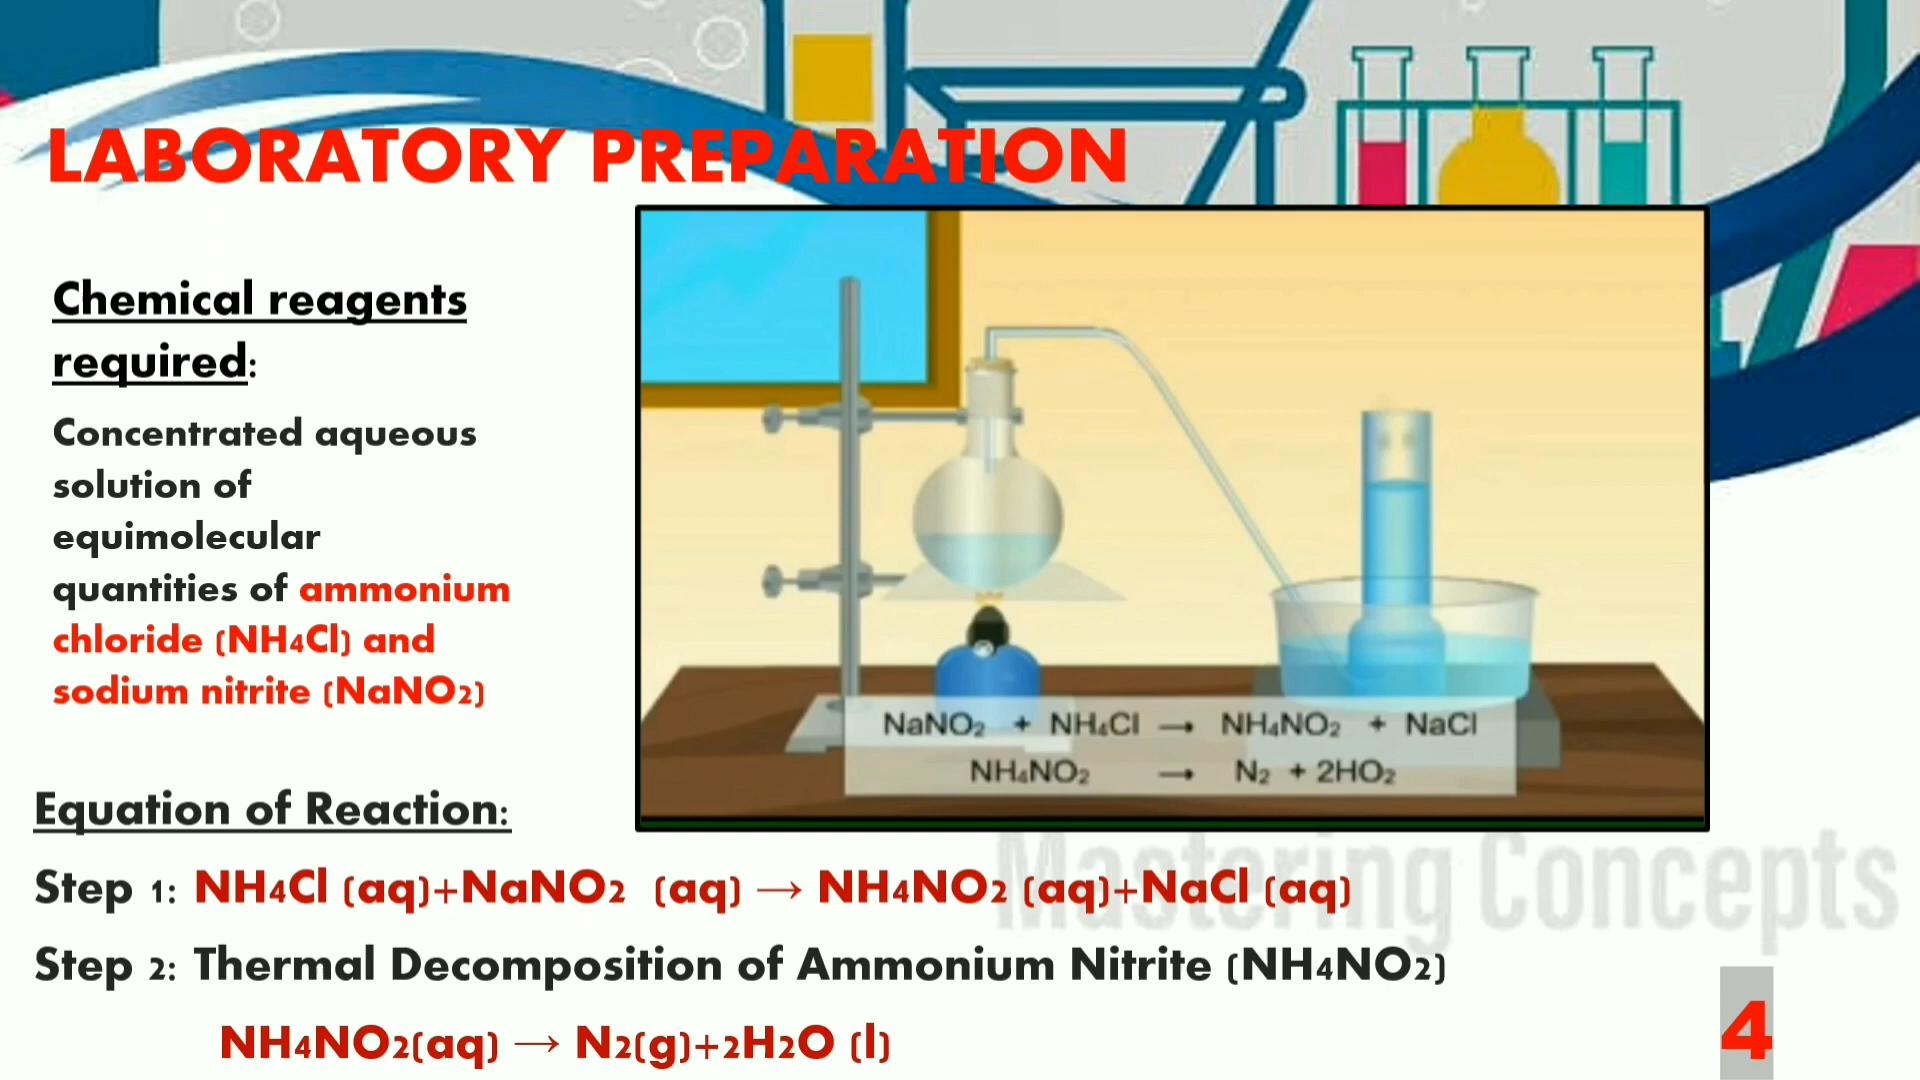 LABORATORY PREPARATION
Chemical reagents
required:
Concentrated aqueous
solution of
equimolecular
quantities of ammonium
chloride (NH4Cl) and
sodium nitrite (NaNO2)
NaNO2 + NH4Cl → NH4NO2 + NaCl
NH4NO2 → N2 + 2HO2
Equation of Reaction:
Mastering Concepts
Step 1: NH4Cl (aq)+NaNO2 (aq) → NH4NO2 (aq)+NaCl (aq)
Step 2: Thermal Decomposition of Ammonium Nitrite (NH4NO2)
NH4NO2(aq) → N2(g)+2H2O (l)
4